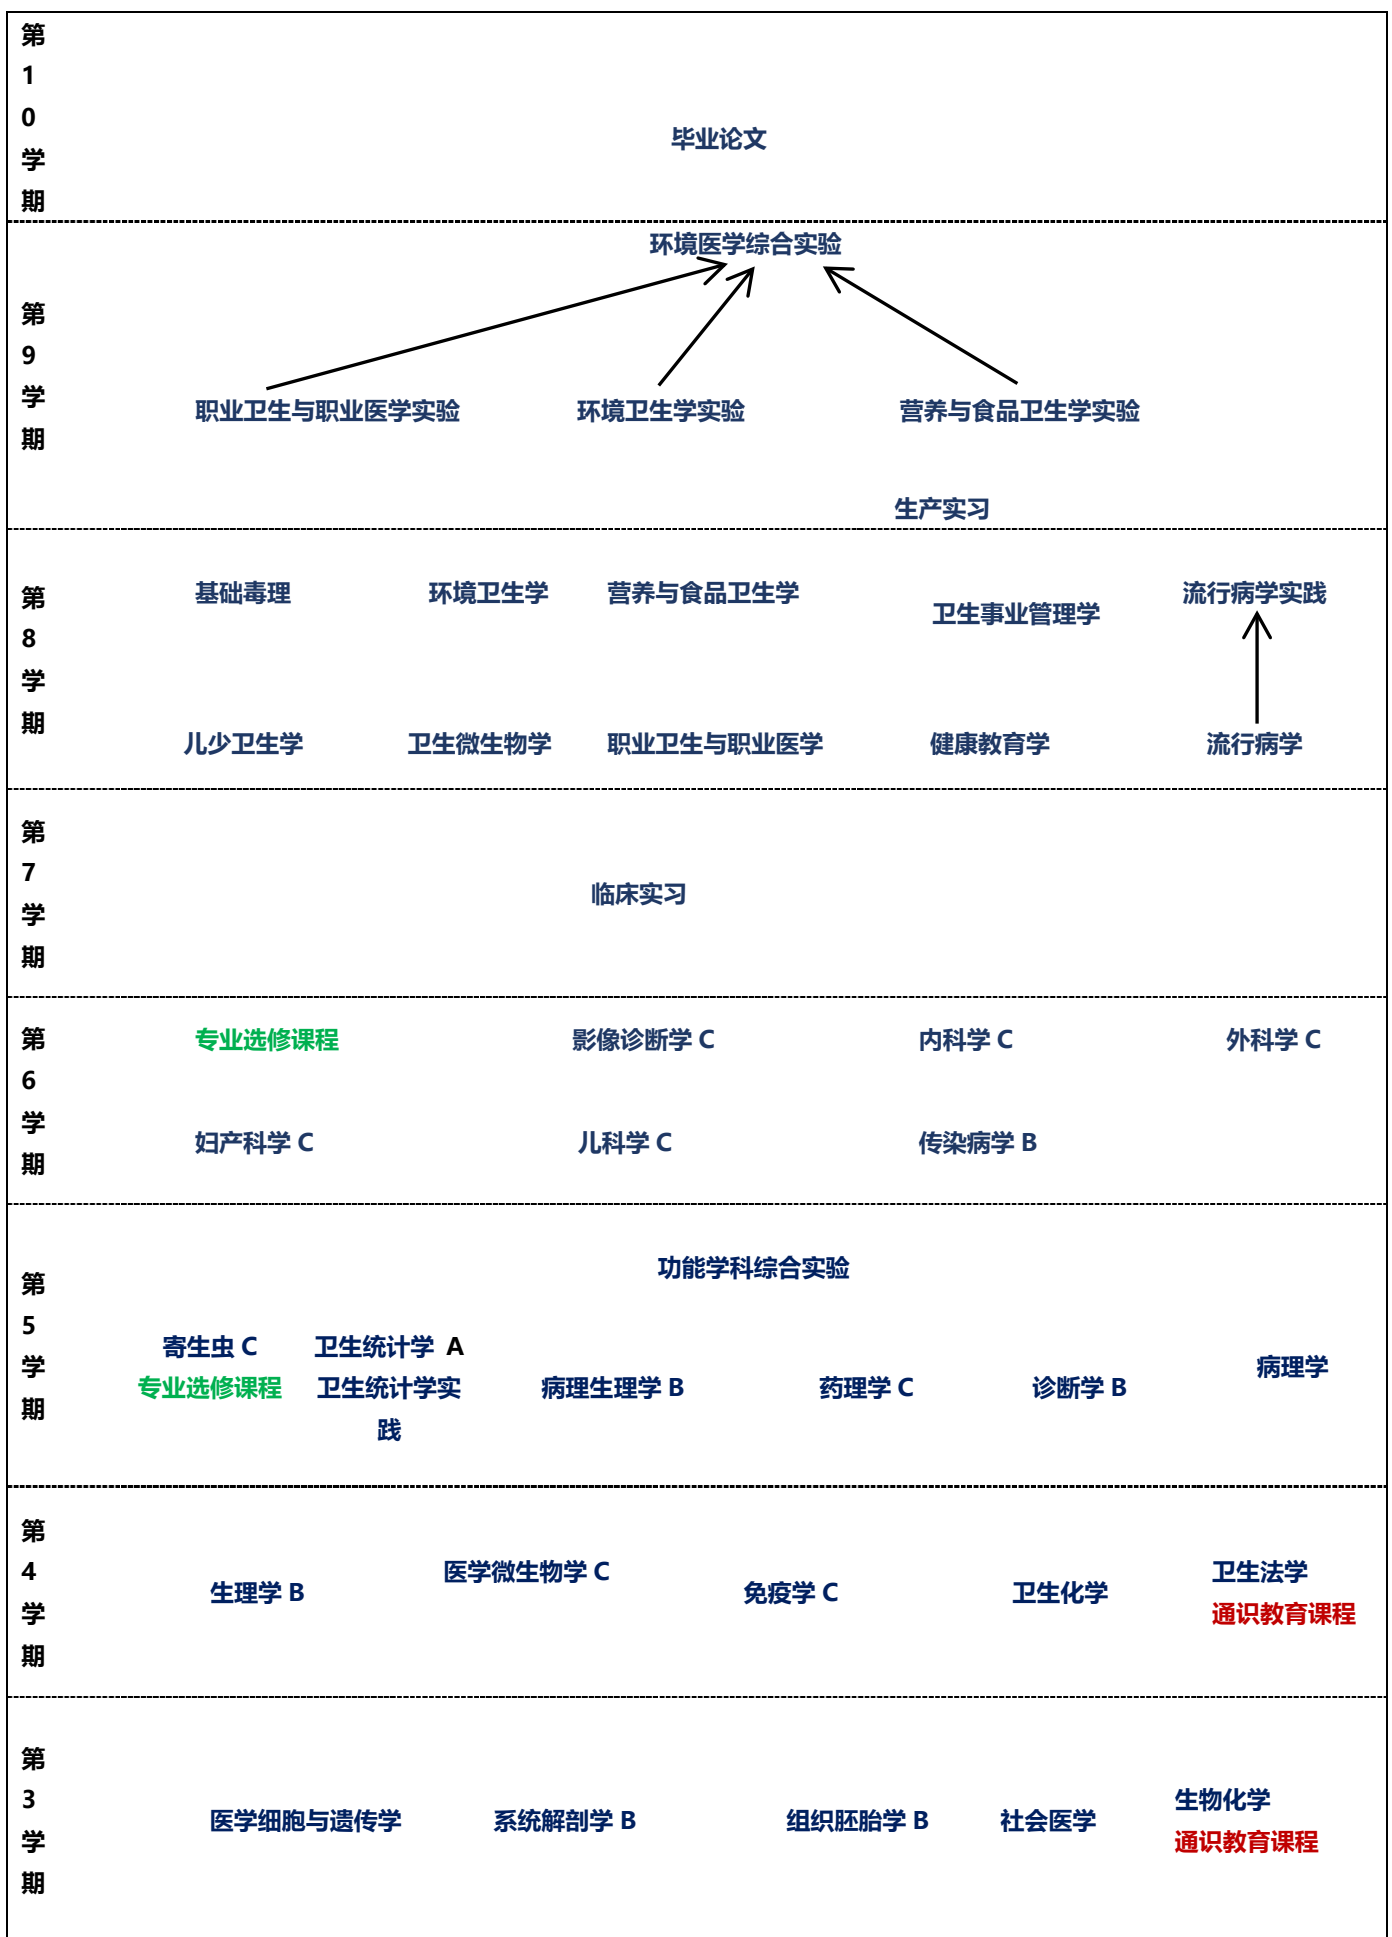 第
1
0
学
期
毕业论文
环境医学综合实验
第
9
学
期
职业卫生与职业医学实验 环境卫生学实验 营养与食品卫生学实验
生产实习
第
8
学
期
基础毒理 环境卫生学 营养与食品卫生学 卫生事业管理学 流行病学实践
儿少卫生学 卫生微生物学 职业卫生与职业医学 健康教育学 流行病学
第
7
学
期
临床实习
第
6
学
期
专业选修课程 影像诊断学 C 内科学 C 外科学 C
妇产科学 C 儿科学 C 传染病学 B
第
5
学
期
功能学科综合实验
寄生虫 C 卫生统计学 A
病理学
专业选修课程 卫生统计学实 病理生理学 B 药理学 C 诊断学 B
践
第
4
学
期
医学微生物学 C 卫生法学
生理学 B 免疫学 C 卫生化学
通识教育课程
第
3
学
期
生物化学
医学细胞与遗传学 系统解剖学 B 组织胚胎学 B 社会医学
通识教育课程